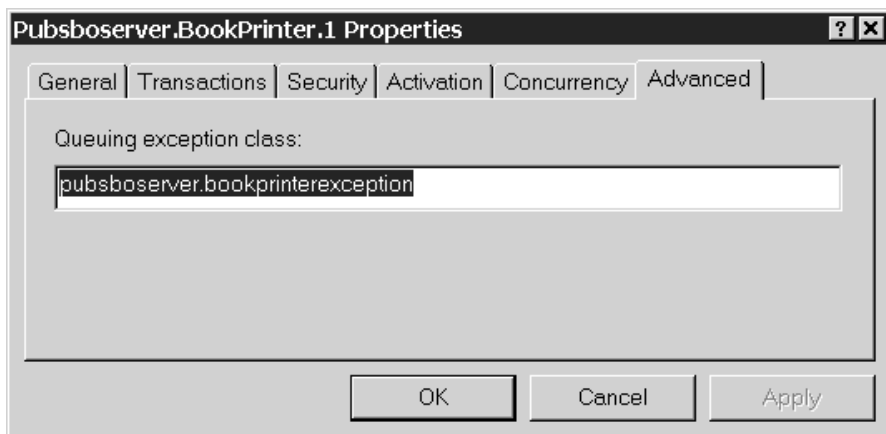 Pubsboserver.BookPrinter.1 Properties ? X
General Transactions Security Activation Concurrency Advanced
Queuing exception class:
pubsboserver.bookprinterexception
OK Cancel Apply